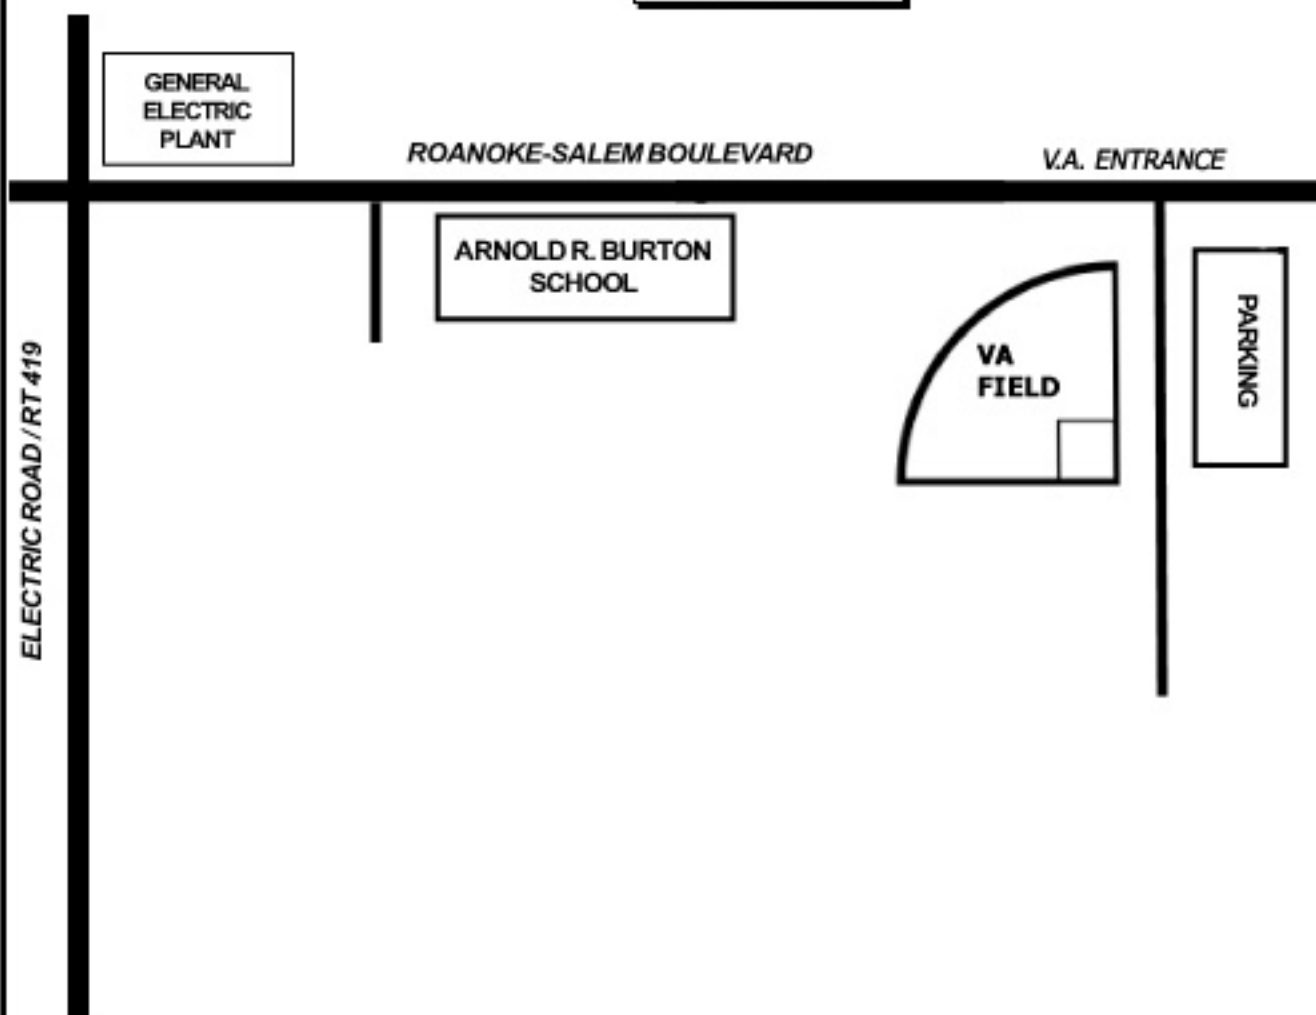 GENERAL
ELECTRIC
PLANT
ROANOKE-SALEM BOULEVARD
V.A. ENTRANCE
ARNOLD R. BURTON
SCHOOL
VA
FIELD
PARKING
ELECTRIC ROAD / RT 419